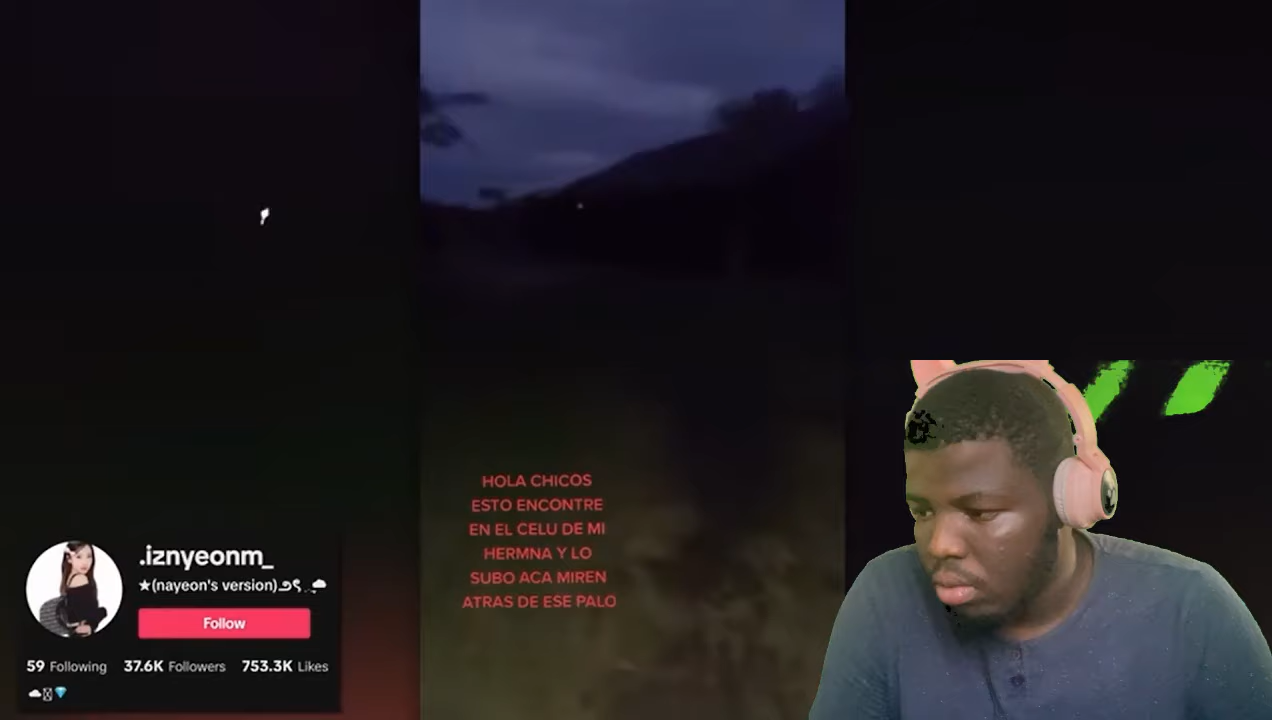 HOLA CHICOS
ESTO ENCONTRE
EN EL CELU DE MI
HERMNA Y LO
SUBO ACA MIREN
ATRAS DE ESE PALO
.iznyeonm_
★(nayeon's version)
Follow
59 Following 37.6K Followers 753.3K Likes